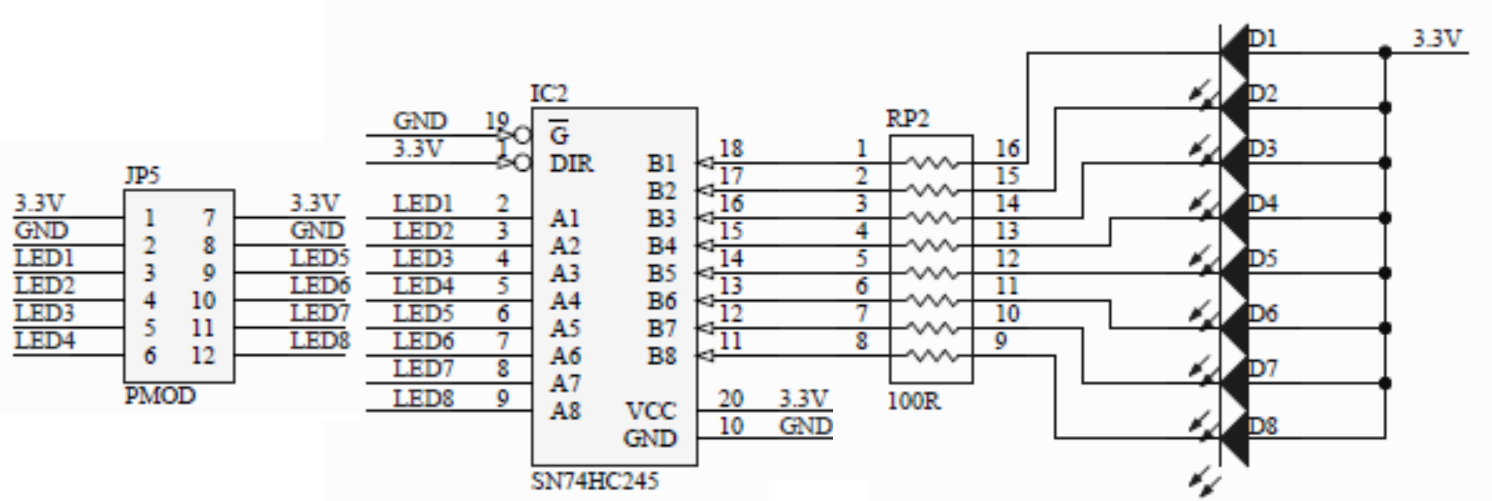 JP5
3.3V 1 7 3.3V
GND 2 8 GND
LED1 3 9 LED5
LED2 4 10 LED6
LED3 5 11 LED7
LED4 6 12 LED8
PMOD
IC2
GND 19 G
3.3V 1 DIR
LED1 2 A1
LED2 3 A2
LED3 4 A3
LED4 5 A4
LED5 6 A5
LED6 7 A6
LED7 8 A7
LED8 9 A8
B1 18
B2 17
B3 16
B4 15
B5 14
B6 13
B7 12
B8 11
VCC 20 3.3V
GND 10 GND
SN74HC245
RP2
1 16
2 15
3 14
4 13
5 12
6 11
7 10
8 9
100R
D1 3.3V
D2
D3
D4
D5
D6
D7
D8